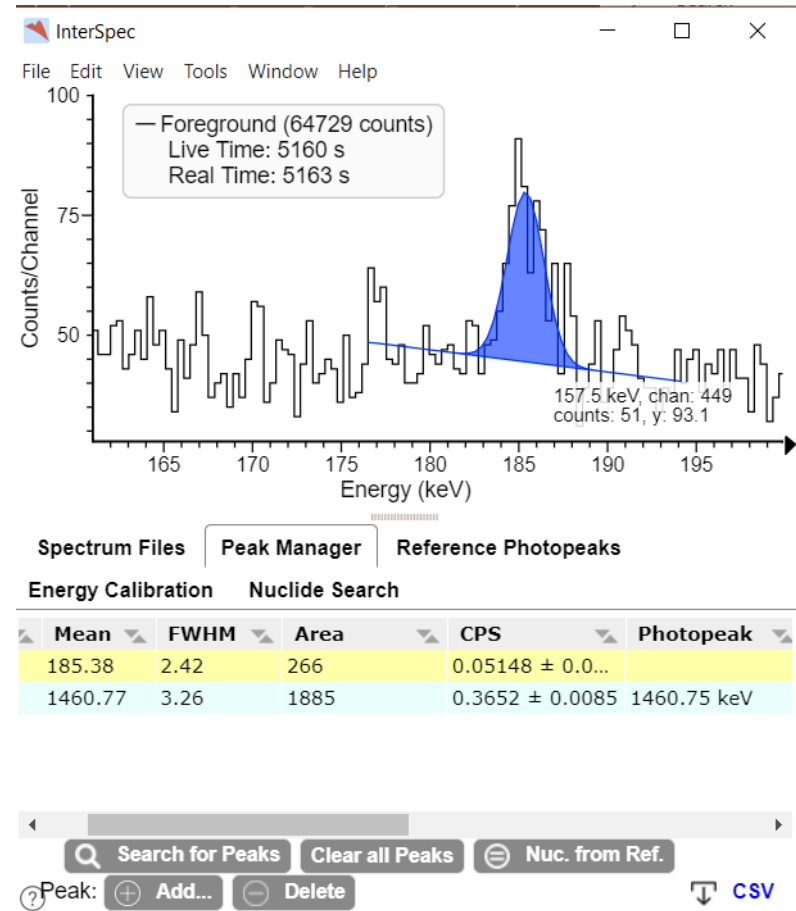 InterSpec
File Edit View Tools Window Help
100
75
50
Counts/Channel
Foreground (64729 counts)
Live Time: 5160 s
Real Time: 5163 s
157.5 keV, chan: 449
counts: 51, y: 93.1
165 170 175 180 185 190 195
Energy (keV)
Spectrum Files Peak Manager Reference Photopeaks
Energy Calibration Nuclide Search
Mean FWHM Area CPS Photopeak
185.38 2.42 266 0.05148 ± 0.0...
1460.77 3.26 1885 0.3652 ± 0.0085 1460.75 keV
Search for Peaks Clear all Peaks Nuc. from Ref.
? Peak: Add... Delete CSV